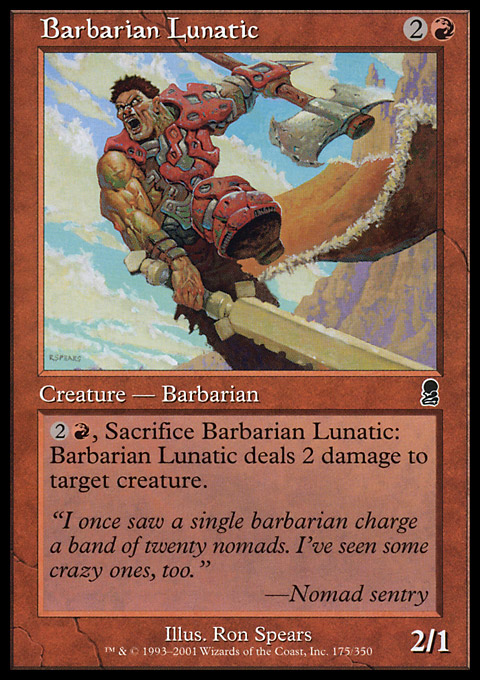 Barbarian Lunatic 2
R.SPEARS
Creature — Barbarian
2, Sacrifice Barbarian Lunatic:
Barbarian Lunatic deals 2 damage to
target creature.
“I once saw a single barbarian charge
a band of twenty nomads. I've seen some
crazy ones, too.”
—Nomad sentry
Illus. Ron Spears
™ & © 1993–2001 Wizards of the Coast, Inc. 175/350
2/1